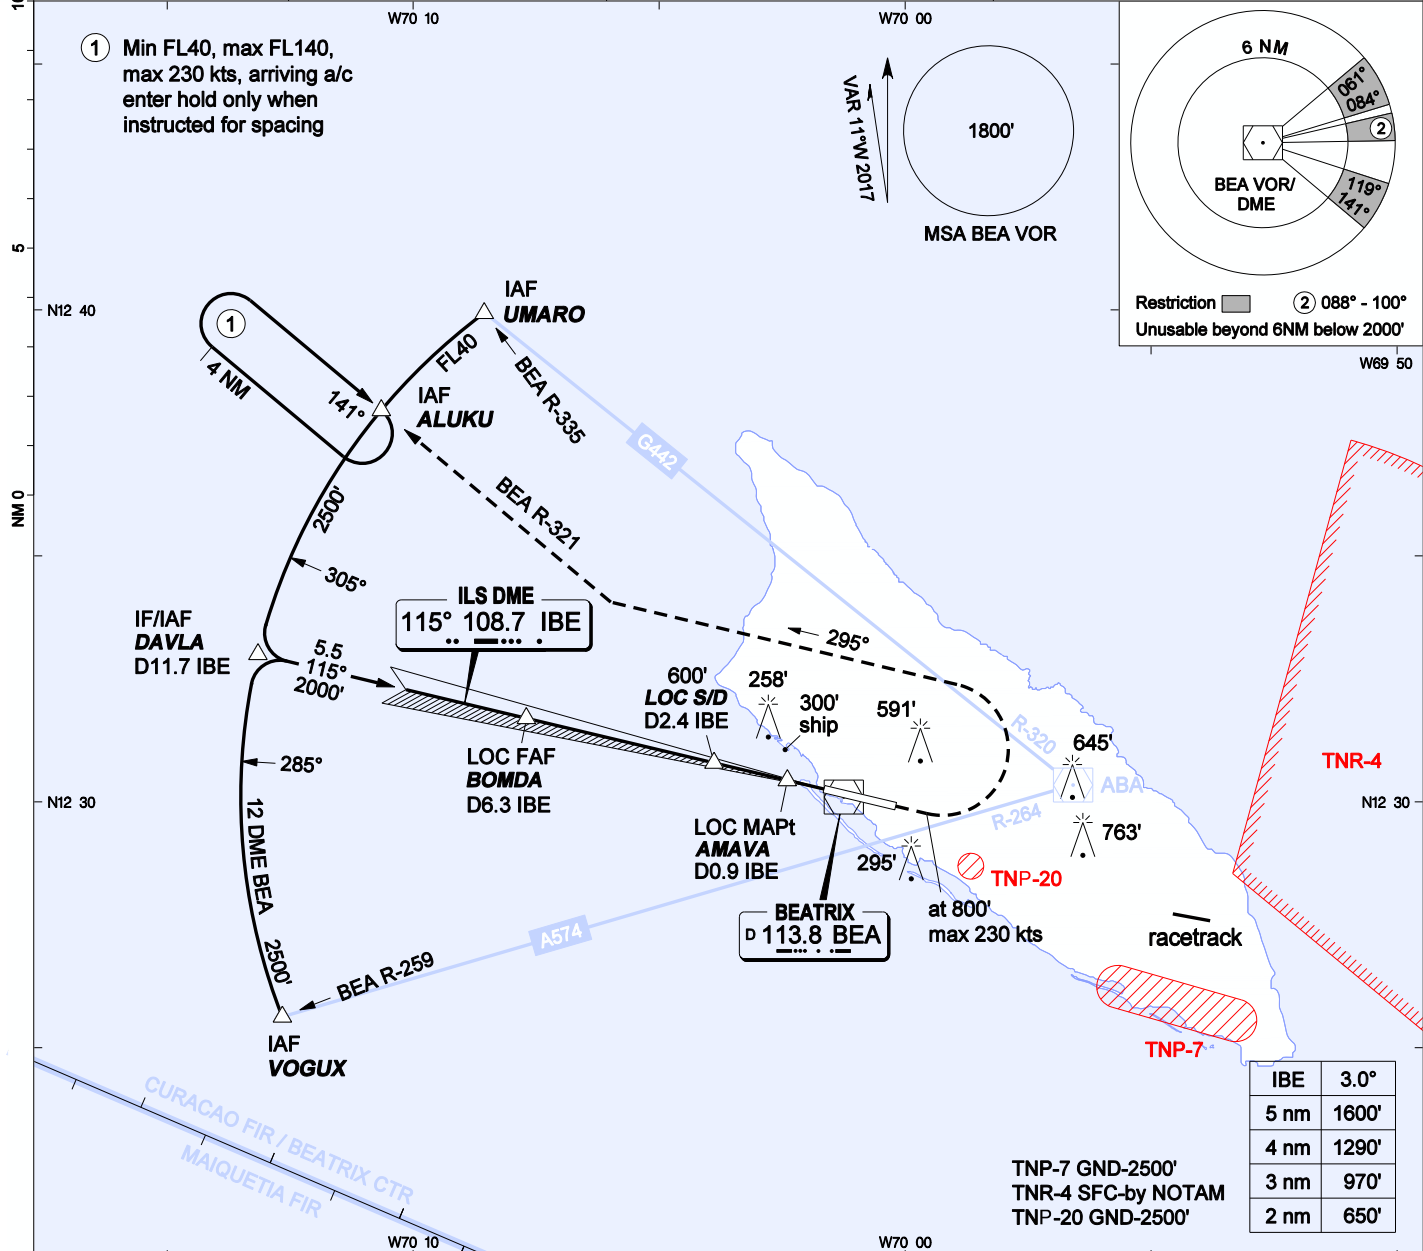 W70 10
W70 00
10
5
NM 0
1 Min FL40, max FL140,
max 230 kts, arriving a/c
enter hold only when
instructed for spacing
VAR 11°W 2017
1800'
MSA BEA VOR
6 NM
061°
084°
2
119°
141°
BEA VOR/
DME
Restriction
2 088° - 100°
Unusable beyond 6NM below 2000'
W69 50
N12 40
IAF
UMARO
1
4 NM
FL40
141°
IAF
ALUKU
BEA R-335
G442
BEA R-321
2500'
305°
IF/IAF
DAVLA
D11.7 IBE
5.5
115°
2000'
ILS DME
115° 108.7 IBE
295°
600'
LOC S/D
D2.4 IBE
258'
300'
ship
591'
R-320
645'
ABA
TNR-4
285°
LOC FAF
BOMDA
D6.3 IBE
N12 30
N12 30
LOC MAPt
AMAVA
D0.9 IBE
R-264
763'
295'
TNP-20
12 DME BEA
BEATRIX
D 113.8 BEA
at 800'
max 230 kts
racetrack
A574
BEA R-259
2500'
IAF
VOGUX
TNP-7
CURACAO FIR / BEATRIX CTR
MAIQUETIA FIR
TNP-7 GND-2500'
TNR-4 SFC-by NOTAM
TNP-20 GND-2500'
IBE 3.0°
5 nm 1600'
4 nm 1290'
3 nm 970'
2 nm 650'
W70 10
W70 00